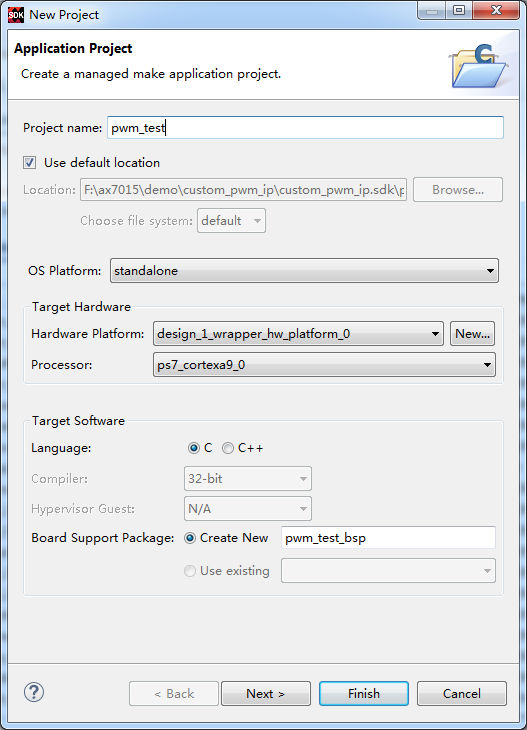 SDK New Project
Application Project
Create a managed make application project.
C
Project name: pwm_test
Use default location
Location: F:\ax7015\demo\custom_pwm_ip\custom_pwm_ip.sdk\p Browse...
Choose file system: default
OS Platform: standalone
Target Hardware
Hardware Platform: design_1_wrapper_hw_platform_0 New...
Processor: ps7_cortexa9_0
Target Software
Language: C C++
Compiler: 32-bit
Hypervisor Guest: N/A
Board Support Package: Create New pwm_test_bsp
Use existing
? < Back Next > Finish Cancel